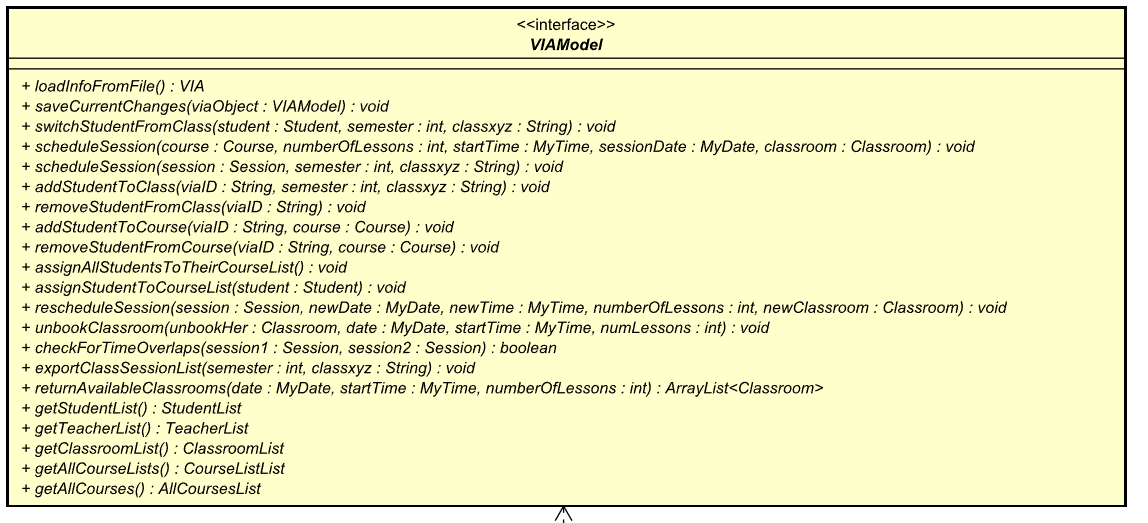 <<interface>>
VIAModel
+ loadInfoFromFile() : VIA
+ saveCurrentChanges(viaObject : VIAModel) : void
+ switchStudentFromClass(student : Student, semester : int, classxyz : String) : void
+ scheduleSession(course : Course, numberOfLessons : int, startTime : MyTime, sessionDate : MyDate, classroom : Classroom) : void
+ scheduleSession(session : Session, semester : int, classxyz : String) : void
+ addStudentToClass(viaID : String, semester : int, classxyz : String) : void
+ removeStudentFromClass(viaID : String) : void
+ addStudentToCourse(viaID : String, course : Course) : void
+ removeStudentFromCourse(viaID : String, course : Course) : void
+ assignAllStudentsToTheirCourseList() : void
+ assignStudentToCourseList(student : Student) : void
+ rescheduleSession(session : Session, newDate : MyDate, newTime : MyTime, numberOfLessons : int, newClassroom : Classroom) : void
+ unbookClassroom(unbookHer : Classroom, date : MyDate, startTime : MyTime, numLessons : int) : void
+ checkForTimeOverlaps(session1 : Session, session2 : Session) : boolean
+ exportClassSessionList(semester : int, classxyz : String) : void
+ returnAvailableClassrooms(date : MyDate, startTime : MyTime, numberOfLessons : int) : ArrayList<Classroom>
+ getStudentList() : StudentList
+ getTeacherList() : TeacherList
+ getClassroomList() : ClassroomList
+ getAllCourseLists() : CourseListList
+ getAllCourses() : AllCoursesList